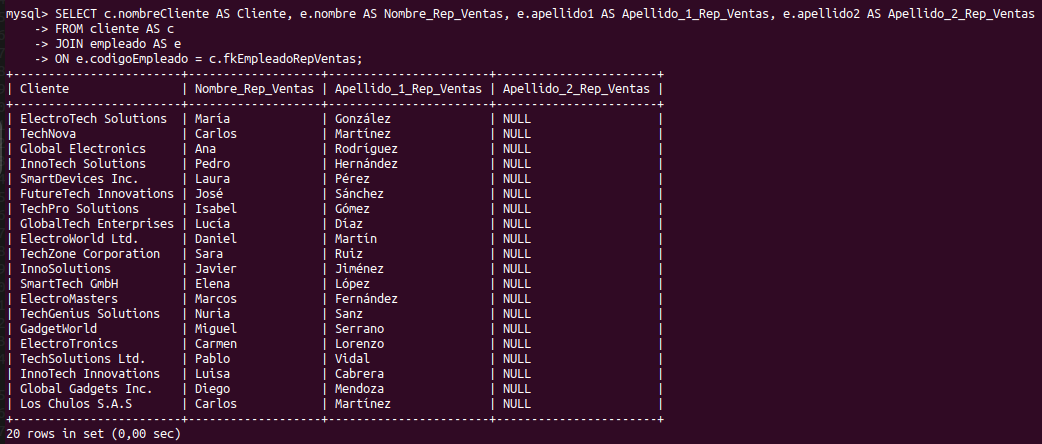 mysql> SELECT c.nombreCliente AS Cliente, e.nombre AS Nombre_Rep_Ventas, e.apellido1 AS Apellido_1_Rep_Ventas, e.apellido2 AS Apellido_2_Rep_Ventas
    -> FROM cliente AS c
    -> JOIN empleado AS e
    -> ON e.codigoEmpleado = c.fkEmpleadoRepVentas;
+------------------------+-------------------+-----------------------+-----------------------+
| Cliente                | Nombre_Rep_Ventas | Apellido_1_Rep_Ventas | Apellido_2_Rep_Ventas |
+------------------------+-------------------+-----------------------+-----------------------+
| ElectroTech Solutions  | María             | González              | NULL                  |
| TechNova               | Carlos            | Martínez              | NULL                  |
| Global Electronics     | Ana               | Rodríguez             | NULL                  |
| InnoTech Solutions     | Pedro             | Hernández             | NULL                  |
| SmartDevices Inc.      | Laura             | Pérez                 | NULL                  |
| FutureTech Innovations | José              | Sánchez               | NULL                  |
| TechPro Solutions      | Isabel            | Gómez                 | NULL                  |
| GlobalTech Enterprises | Lucía             | Díaz                  | NULL                  |
| ElectroWorld Ltd.      | Daniel            | Martín                | NULL                  |
| TechZone Corporation   | Sara              | Ruiz                  | NULL                  |
| InnoSolutions          | Javier            | Jiménez               | NULL                  |
| SmartTech GmbH         | Elena             | López                 | NULL                  |
| ElectroMasters         | Marcos            | Fernández             | NULL                  |
| TechGenius Solutions   | Nuria             | Sanz                  | NULL                  |
| GadgetWorld            | Miguel            | Serrano               | NULL                  |
| ElectroTronics         | Carmen            | Lorenzo               | NULL                  |
| TechSolutions Ltd.     | Pablo             | Vidal                 | NULL                  |
| InnoTech Innovations   | Luisa             | Cabrera               | NULL                  |
| Global Gadgets Inc.    | Diego             | Mendoza               | NULL                  |
| Los Chulos S.A.S       | Carlos            | Martínez              | NULL                  |
+------------------------+-------------------+-----------------------+-----------------------+
20 rows in set (0,00 sec)